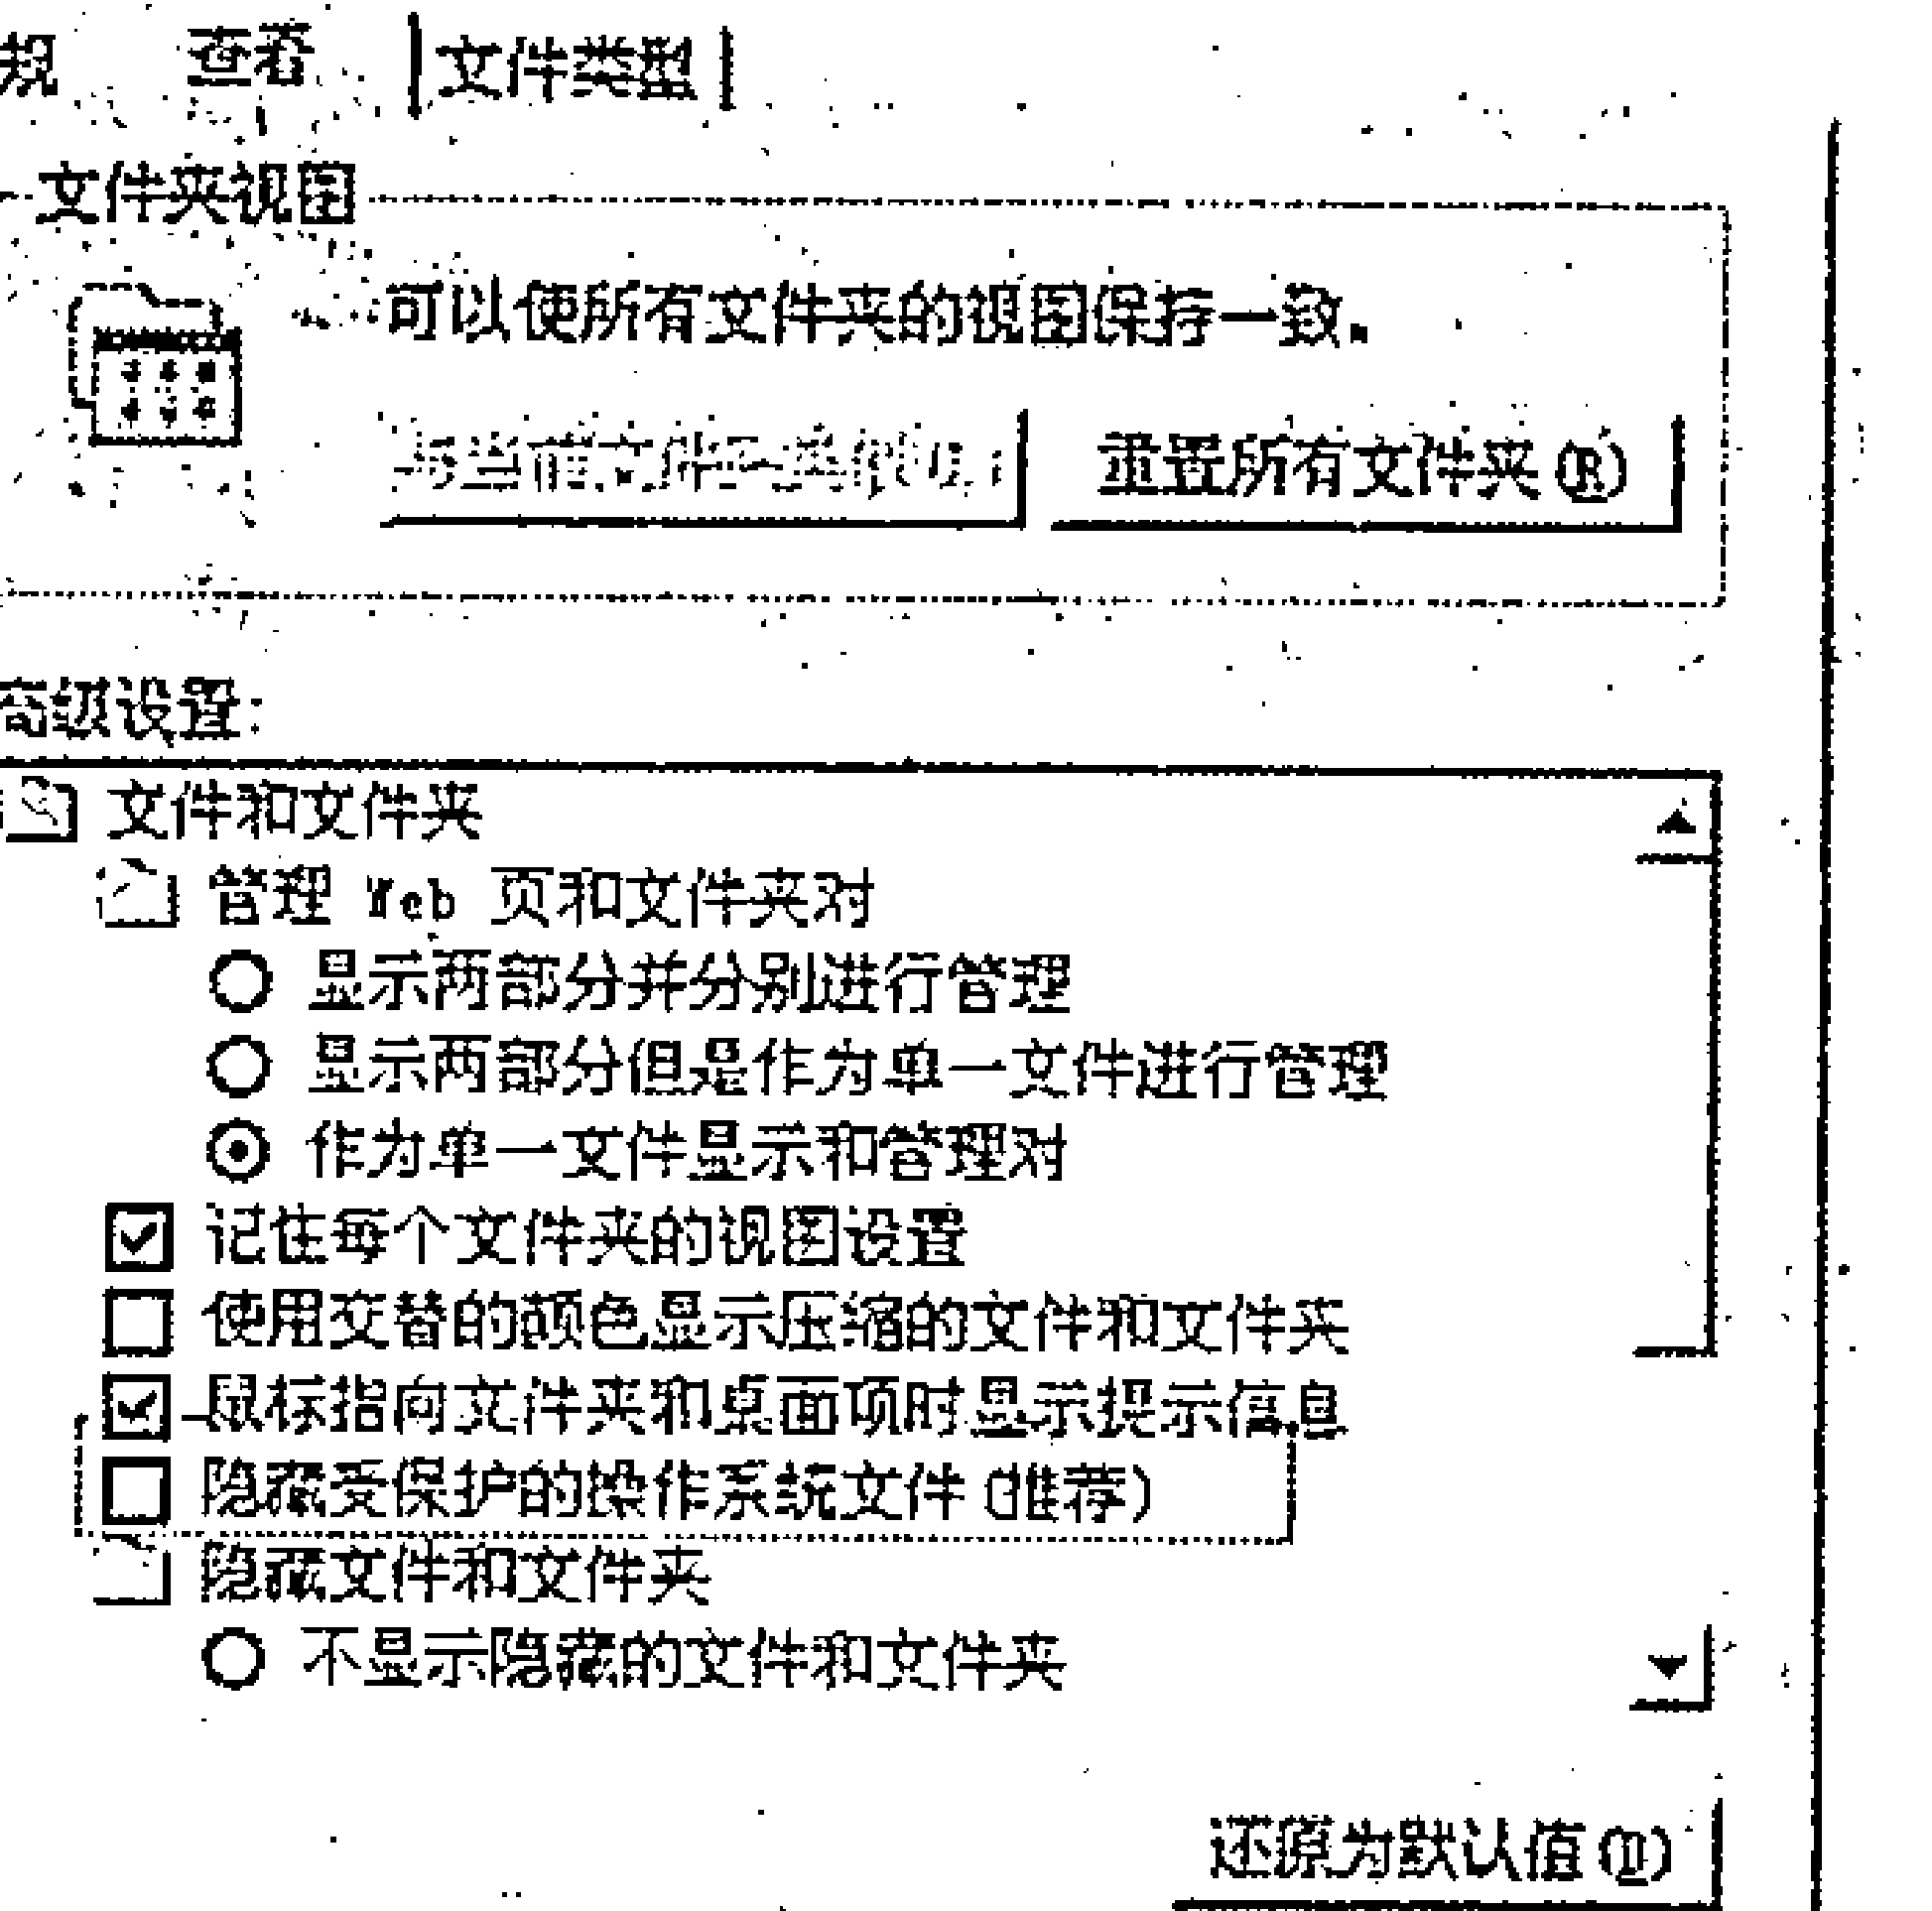 规 查看 文件类型
文件夹视图
可以使所有文件夹的视图保持一致。
与当前文件夹类似 重置所有文件夹(R)
高级设置:
文件和文件夹
管理 Web 页和文件夹对
显示两部分并分别进行管理
显示两部分但是作为单一文件进行管理
作为单一文件显示和管理对
记住每个文件夹的视图设置
使用交替的颜色显示压缩的文件和文件夹
鼠标指向文件夹和桌面项时显示提示信息
隐藏受保护的操作系统文件(推荐)
隐藏文件和文件夹
不显示隐藏的文件和文件夹
还原为默认值(D)